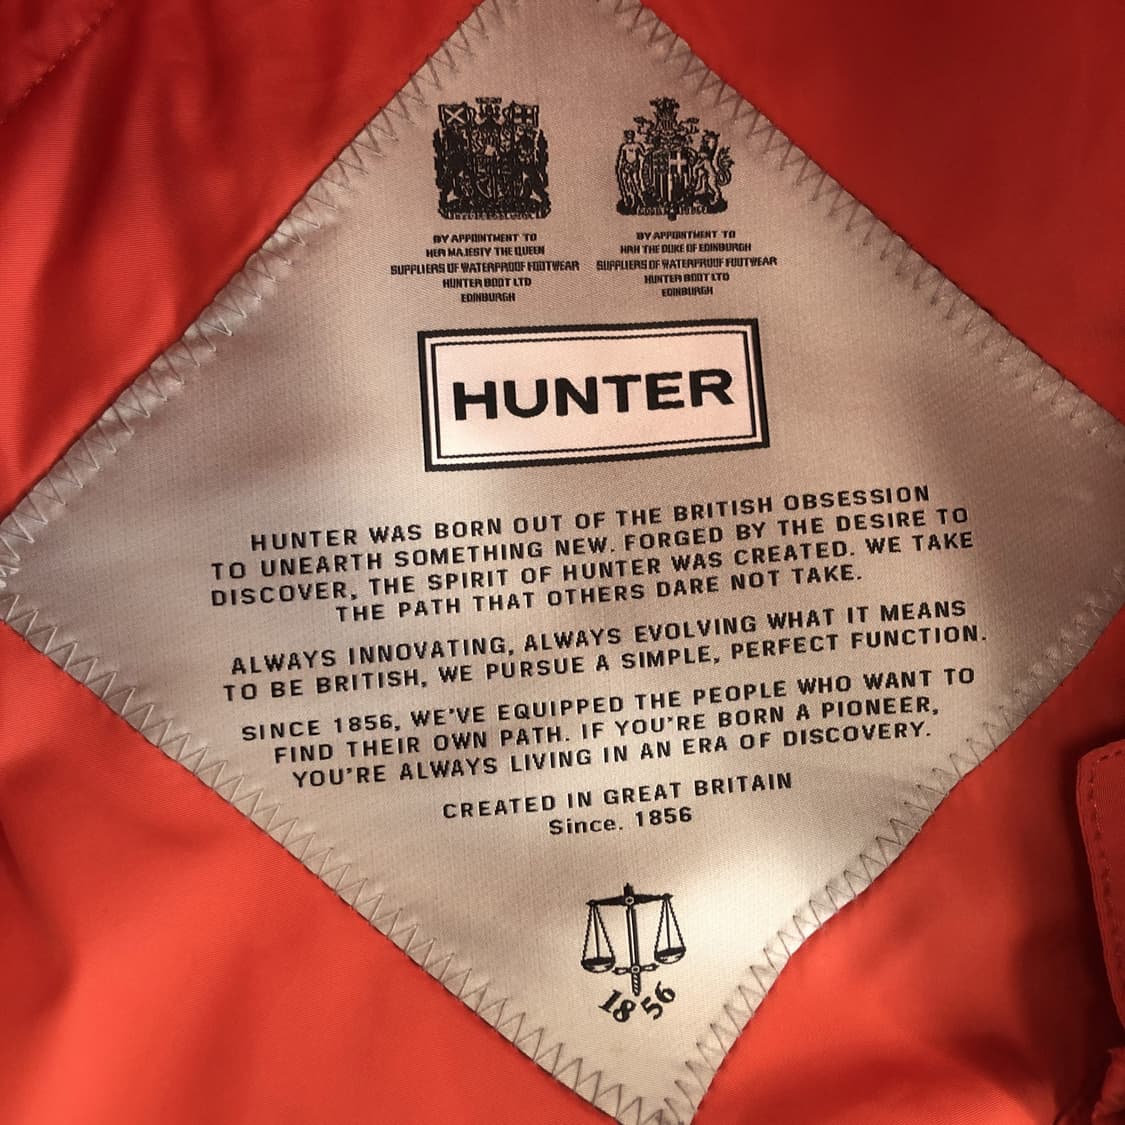 BY APPOINTMENT TO
HER MAJESTY THE QUEEN
SUPPLIERS OF WATERPROOF FOOTWEAR
HUNTER BOOT LTD
EDINBURGH
BY APPOINTMENT TO
HRH THE DUKE OF EDINBURGH
SUPPLIERS OF WATERPROOF FOOTWEAR
HUNTER BOOT LTD
EDINBURGH
HUNTER
HUNTER WAS BORN OUT OF THE BRITISH OBSESSION
TO UNEARTH SOMETHING NEW. FORGED BY THE DESIRE TO
DISCOVER, THE SPIRIT OF HUNTER WAS CREATED. WE TAKE
THE PATH THAT OTHERS DARE NOT TAKE.
ALWAYS INNOVATING, ALWAYS EVOLVING WHAT IT MEANS
TO BE BRITISH, WE PURSUE A SIMPLE, PERFECT FUNCTION.
SINCE 1856, WE'VE EQUIPPED THE PEOPLE WHO WANT TO
FIND THEIR OWN PATH. IF YOU'RE BORN A PIONEER,
YOU'RE ALWAYS LIVING IN AN ERA OF DISCOVERY.
CREATED IN GREAT BRITAIN
Since. 1856
1856